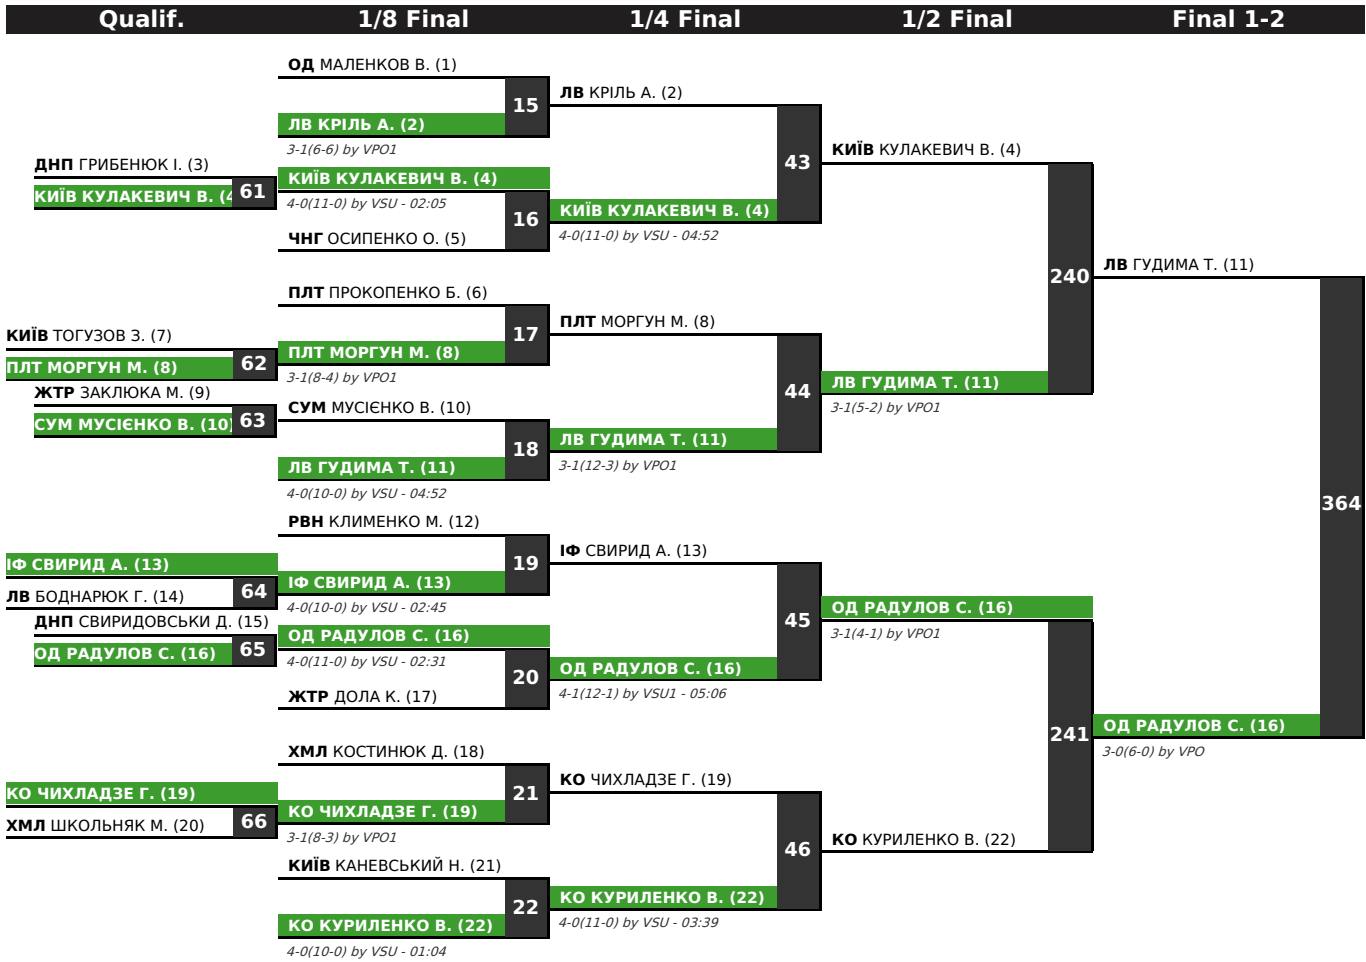 Qualif.
1/8 Final
1/4 Final
1/2 Final
Final 1-2
ДНП ГРИБЕНЮК І. (3)
КИЇВ КУЛАКЕВИЧ В. (4
61
КИЇВ ТОГУЗОВ З. (7)
ПЛТ МОРГУН М. (8)
62
ЖТР ЗАКЛЮКА М. (9)
СУМ МУСІЄНКО В. (10)
63
ІФ СВИРИД А. (13)
ЛВ БОДНАРЮК Г. (14)
64
ДНП СВИРИДОВСЬКИ Д. (15)
ОД РАДУЛОВ С. (16)
65
КО ЧИХЛАДЗЕ Г. (19)
ХМЛ ШКОЛЬНЯК М. (20)
66
ОД МАЛЕНКОВ В. (1)
ЛВ КРІЛЬ А. (2)
15
3-1(6-6) by VPO1
КИЇВ КУЛАКЕВИЧ В. (4)
4-0(11-0) by VSU - 02:05
16
ЧНГ ОСИПЕНКО О. (5)
ПЛТ ПРОКОПЕНКО Б. (6)
17
ПЛТ МОРГУН М. (8)
3-1(8-4) by VPO1
СУМ МУСІЄНКО В. (10)
18
ЛВ ГУДИМА Т. (11)
4-0(10-0) by VSU - 04:52
РВН КЛИМЕНКО М. (12)
19
ІФ СВИРИД А. (13)
4-0(10-0) by VSU - 02:45
ОД РАДУЛОВ С. (16)
4-0(11-0) by VSU - 02:31
20
ЖТР ДОЛА К. (17)
ХМЛ КОСТИНЮК Д. (18)
21
КО ЧИХЛАДЗЕ Г. (19)
3-1(8-3) by VPO1
КИЇВ КАНЕВСЬКИЙ Н. (21)
22
КО КУРИЛЕНКО В. (22)
4-0(10-0) by VSU - 01:04
ЛВ КРІЛЬ А. (2)
43
КИЇВ КУЛАКЕВИЧ В. (4)
4-0(11-0) by VSU - 04:52
ПЛТ МОРГУН М. (8)
44
ЛВ ГУДИМА Т. (11)
3-1(12-3) by VPO1
ІФ СВИРИД А. (13)
45
ОД РАДУЛОВ С. (16)
4-1(12-1) by VSU1 - 05:06
КО ЧИХЛАДЗЕ Г. (19)
46
КО КУРИЛЕНКО В. (22)
4-0(11-0) by VSU - 03:39
КИЇВ КУЛАКЕВИЧ В. (4)
240
ЛВ ГУДИМА Т. (11)
3-1(5-2) by VPO1
ОД РАДУЛОВ С. (16)
3-1(4-1) by VPO1
241
КО КУРИЛЕНКО В. (22)
ЛВ ГУДИМА Т. (11)
364
ОД РАДУЛОВ С. (16)
3-0(6-0) by VPO